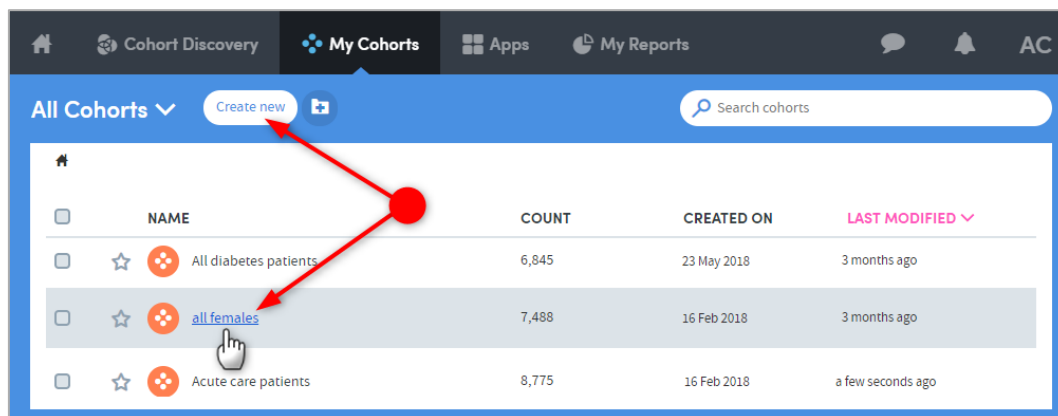 Cohort Discovery My Cohorts Apps My Reports AC
All Cohorts Create new Search cohorts
NAME COUNT CREATED ON LAST MODIFIED
All diabetes patients 6,845 23 May 2018 3 months ago
all females 7,488 16 Feb 2018 3 months ago
Acute care patients 8,775 16 Feb 2018 a few seconds ago